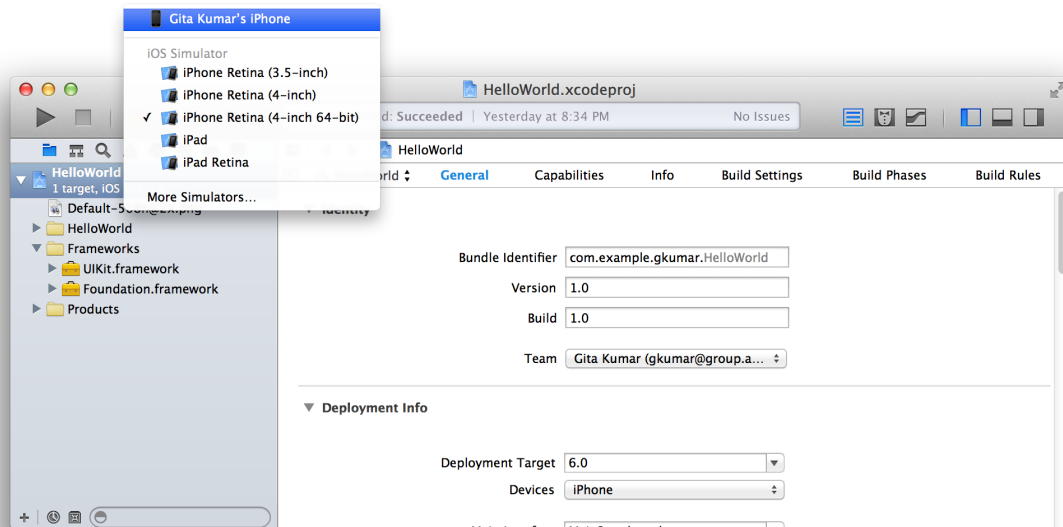 Gita Kumar's iPhone
iOS Simulator
iPhone Retina (3.5-inch)
iPhone Retina (4-inch)
iPhone Retina (4-inch 64-bit)
iPad
iPad Retina
More Simulators...
HelloWorld.xcodeproj
d: Succeeded | Yesterday at 8:34 PM
No Issues
HelloWorld
HelloWorld
1 target, iOS
HelloWorld
Frameworks
UIKit.framework
Foundation.framework
Products
General
Capabilities
Info
Build Settings
Build Phases
Build Rules
Identity
Bundle Identifier com.example.gkumar.HelloWorld
Version 1.0
Build 1.0
Team Gita Kumar (gkumar@group.a...
Deployment Info
Deployment Target 6.0
Devices iPhone